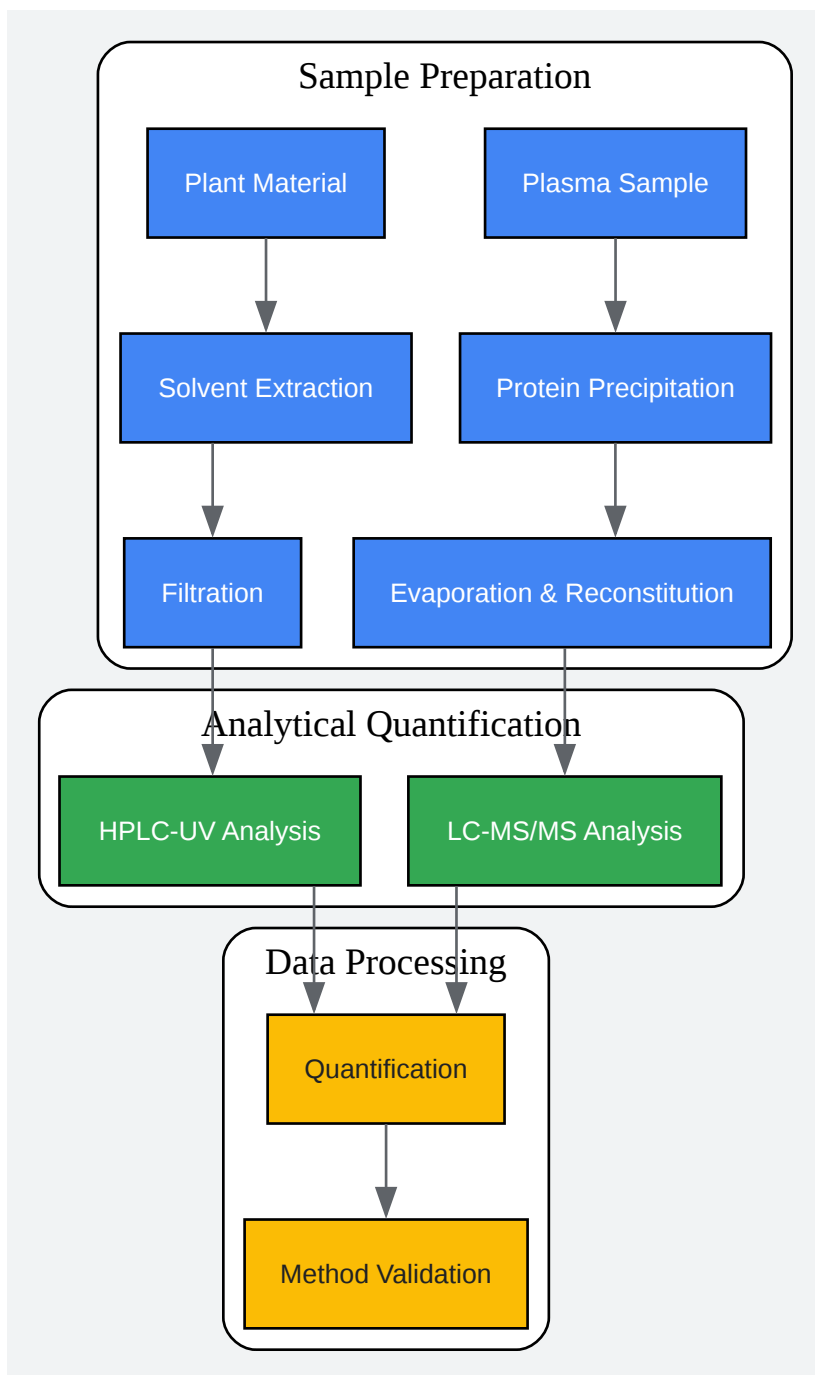 Sample Preparation
Plant Material
Plasma Sample
Solvent Extraction
Protein Precipitation
Filtration
Evaporation & Reconstitution
Analytical Quantification
HPLC-UV Analysis
LC-MS/MS Analysis
Data Processing
Quantification
Method Validation